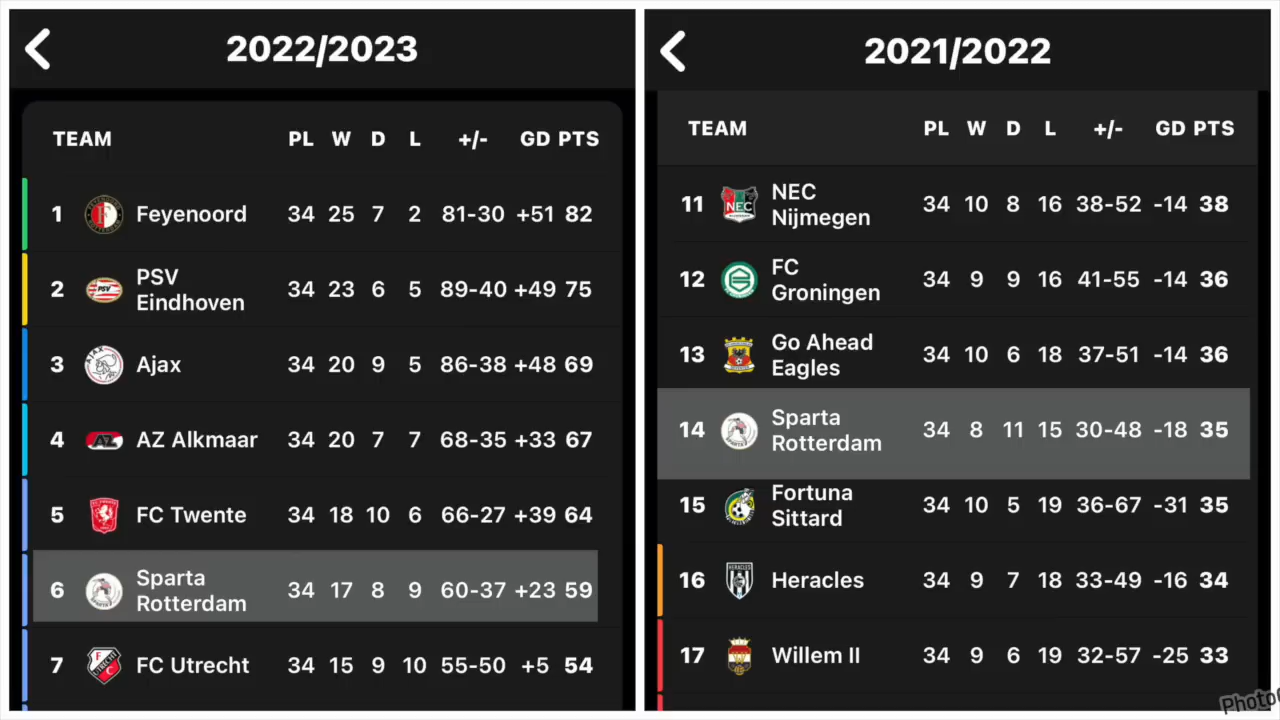 2022/2023
TEAM PL W D L +/- GD PTS
1 Feyenoord 34 25 7 2 81-30 +51 82
2 PSV Eindhoven 34 23 6 5 89-40 +49 75
3 Ajax 34 20 9 5 86-38 +48 69
4 AZ Alkmaar 34 20 7 7 68-35 +33 67
5 FC Twente 34 18 10 6 66-27 +39 64
6 Sparta Rotterdam 34 17 8 9 60-37 +23 59
7 FC Utrecht 34 15 9 10 55-50 +5 54
2021/2022
TEAM PL W D L +/- GD PTS
11 NEC Nijmegen 34 10 8 16 38-52 -14 38
12 FC Groningen 34 9 9 16 41-55 -14 36
13 Go Ahead Eagles 34 10 6 18 37-51 -14 36
14 Sparta Rotterdam 34 8 11 15 30-48 -18 35
15 Fortuna Sittard 34 10 5 19 36-67 -31 35
16 Heracles 34 9 7 18 33-49 -16 34
17 Willem II 34 9 6 19 32-57 -25 33